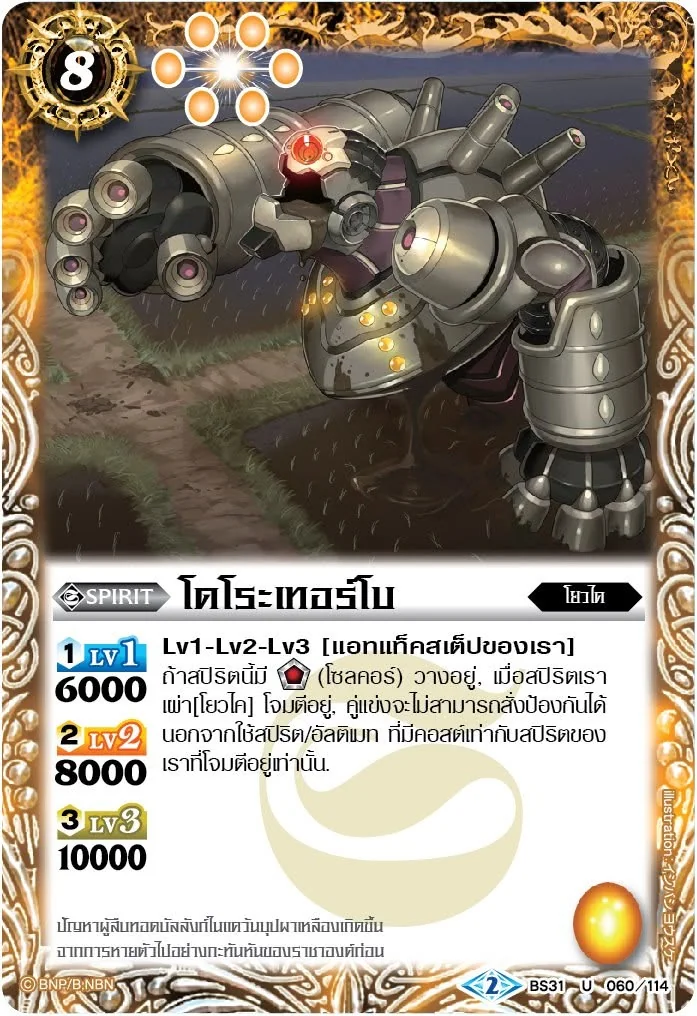 8
SPIRIT โดโระเทอร์โบ โยวไค
1 LV1
6000
2 LV2
8000
3 LV3
10000
Lv1-Lv2-Lv3 [แอทแท็คสเต็ปของเรา]
ถ้าสปิริตนี้มี (โซลคอร์) วางอยู่, เมื่อสปิริตเรา
เผ่า[โยวไค] โจมตีอยู่, คู่แข่งจะไม่สามารถสั่งป้องกันได้
นอกจากใช้สปิริต/อัลติเมท ที่มีคอสต์เท่ากับสปิริตของ
เราที่โจมตีอยู่เท่านั้น.
ปัญหาผู้สืบทอดบัลลังก์ในแคว้นบุปผาเหลืองเกิดขึ้น
จากการหายตัวไปอย่างกะทันหันของราชาองค์ก่อน
illustration:イシバシヨウスケ
©BNP/B,NBN
2 BS31 U 060/114